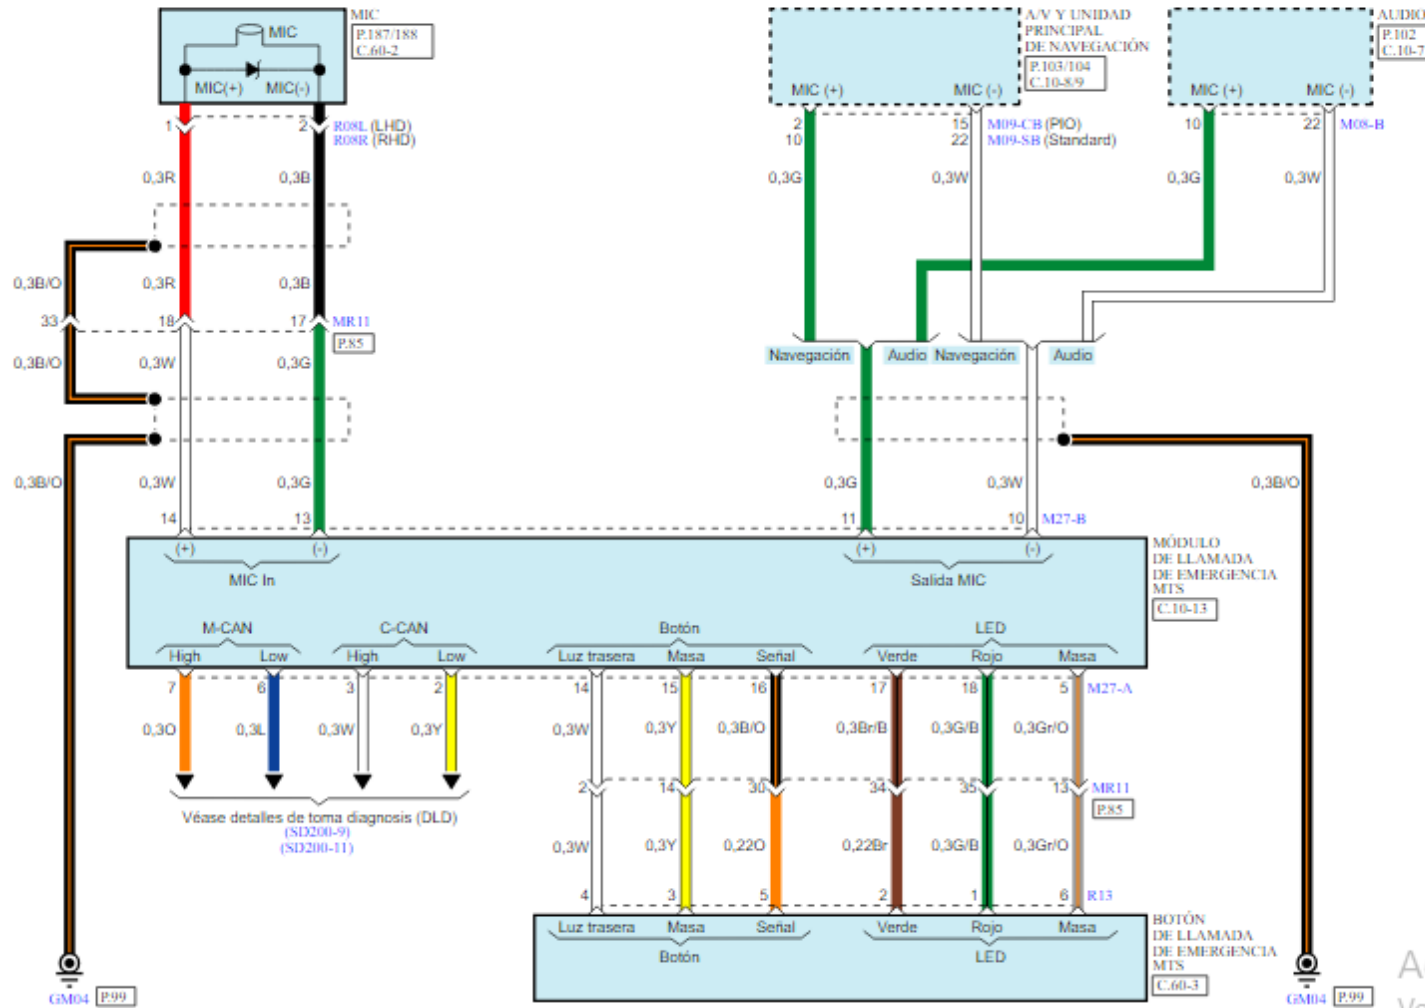 MIC
P.187/188
C.60-2
MIC
MIC(+) MIC(-)
1 2 R08L (LHD)
R08R (RHD)
0,3R 0,3B
0,3B/O 0,3R 0,3B
33 18 17 MR11
P.85
0,3B/O 0,3W 0,3G
0,3B/O 0,3W 0,3G
14 13
A/V Y UNIDAD
PRINCIPAL
DE NAVEGACIÓN
P.103/104
C.10-8/9
MIC (+) MIC (-)
2 15 M09-CB (PIO)
10 22 M09-SB (Standard)
0,3G 0,3W
AUDIO
P.102
C.10-7
MIC (+) MIC (-)
10 22 M08-B
0,3G 0,3W
Navegación Audio Navegación Audio
0,3G 0,3W 0,3B/O
11 10 M27-B
(+) (-) (+) (-)
MIC In Salida MIC
MÓDULO
DE LLAMADA
DE EMERGENCIA
MTS
C.10-13
M-CAN C-CAN Botón LED
High Low High Low Luz trasera Masa Señal Verde Rojo Masa
7 6 3 2 14 15 16 17 18 5 M27-A
0,3O 0,3L 0,3W 0,3Y 0,3W 0,3Y 0,3B/O 0,3Br/B 0,3G/B 0,3Gr/O
2 14 30 34 35 13 MR11
P.85
Véase detalles de toma diagnosis (DLD)
(SD200-9)
(SD200-11)
0,3W 0,3Y 0,22O 0,22Br 0,3G/B 0,3Gr/O
4 3 5 2 1 6 R13
Luz trasera Masa Señal Verde Rojo Masa
Botón LED
BOTÓN
DE LLAMADA
DE EMERGENCIA
MTS
C.60-3
GM04 P.99
GM04 P.99